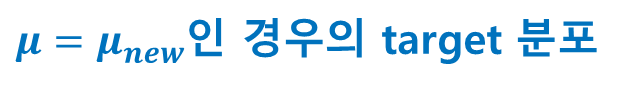 μ = μ_new인 경우의 target 분포